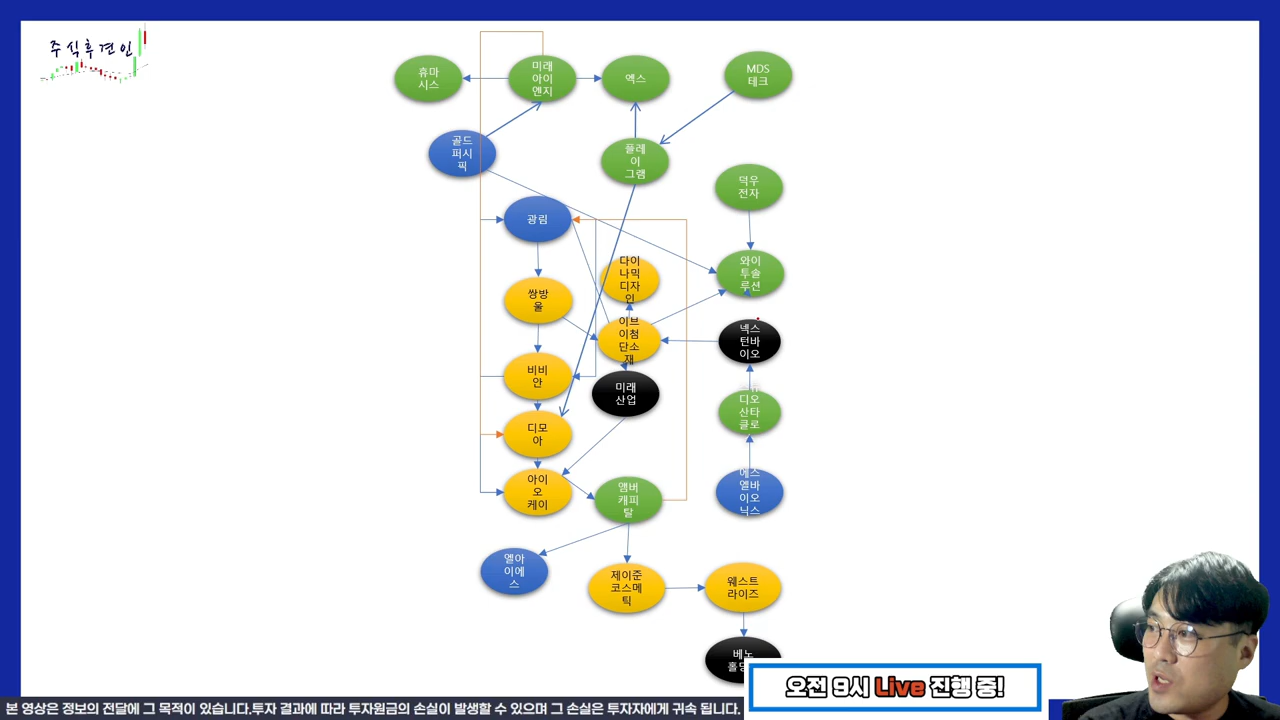 주식후견인
휴마
시스
미래
아이
엔지
엑스
MDS
테크
골드
퍼시
픽
플레
이
그램
덕우
전자
광림
다이
나믹
디자
인
와이
투솔
루션
쌍방
울
이브
이첨
단소
재
넥스
턴바
이오
비비
안
미래
산업
디오
산타
클로
디모
아
아이
오
케이
앰버
캐피
탈
에스
엘바
이오
닉스
엘아
이에
스
제이준
코스메
틱
웨스트
라이즈
베노
오전 9시 Live 진행 중!
본 영상은 정보의 전달에 그 목적이 있습니다.투자 결과에 따라 투자원금의 손실이 발생할 수 있으며 그 손실은 투자자에게 귀속 됩니다.